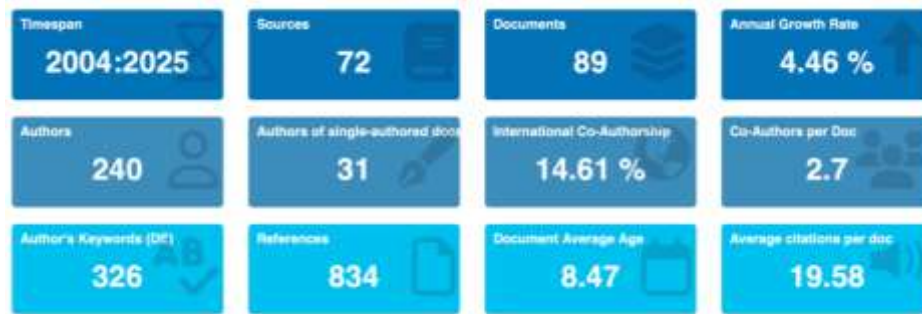 Timespan
2004:2025
Sources
72
Documents
89
Annual Growth Rate
4.46 %
Authors
240
Authors of single-authored docs
31
International Co-Authorship
14.61 %
Co-Authors per Doc
2.7
Author's Keywords (DE)
326
References
834
Document Average Age
8.47
Average citations per doc
19.58
AB